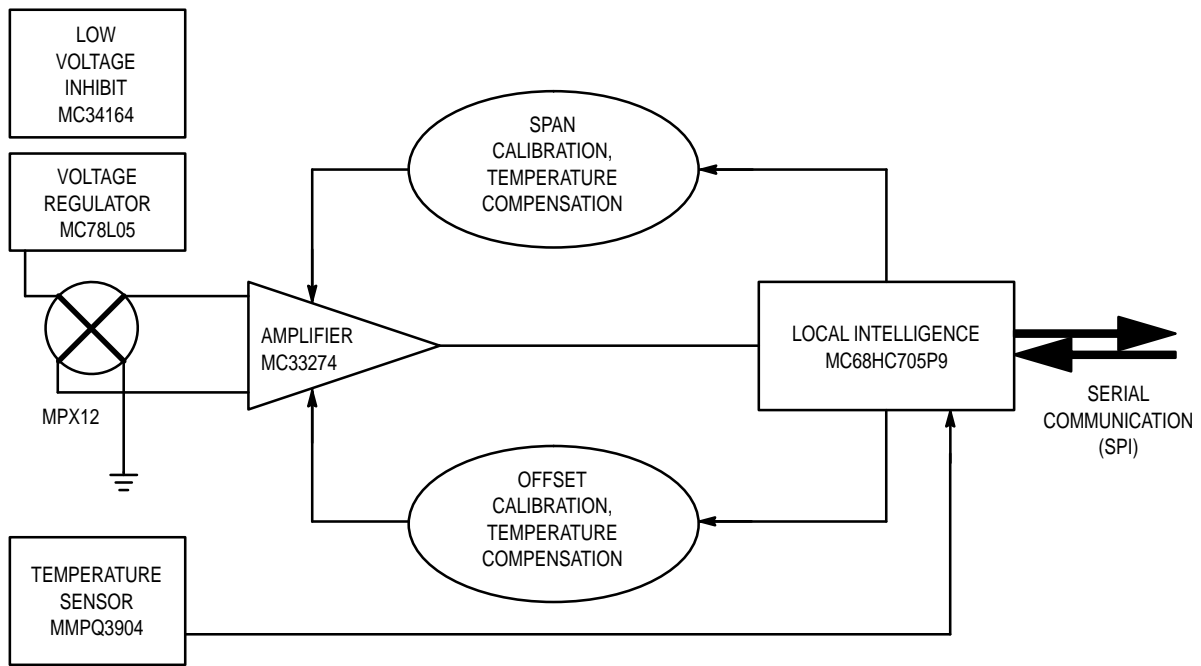 LOW
VOLTAGE
INHIBIT
MC34164
VOLTAGE
REGULATOR
MC78L05
MPX12
TEMPERATURE
SENSOR
MMPQ3904
AMPLIFIER
MC33274
SPAN
CALIBRATION,
TEMPERATURE
COMPENSATION
OFFSET
CALIBRATION,
TEMPERATURE
COMPENSATION
LOCAL INTELLIGENCE
MC68HC705P9
SERIAL
COMMUNICATION
(SPI)